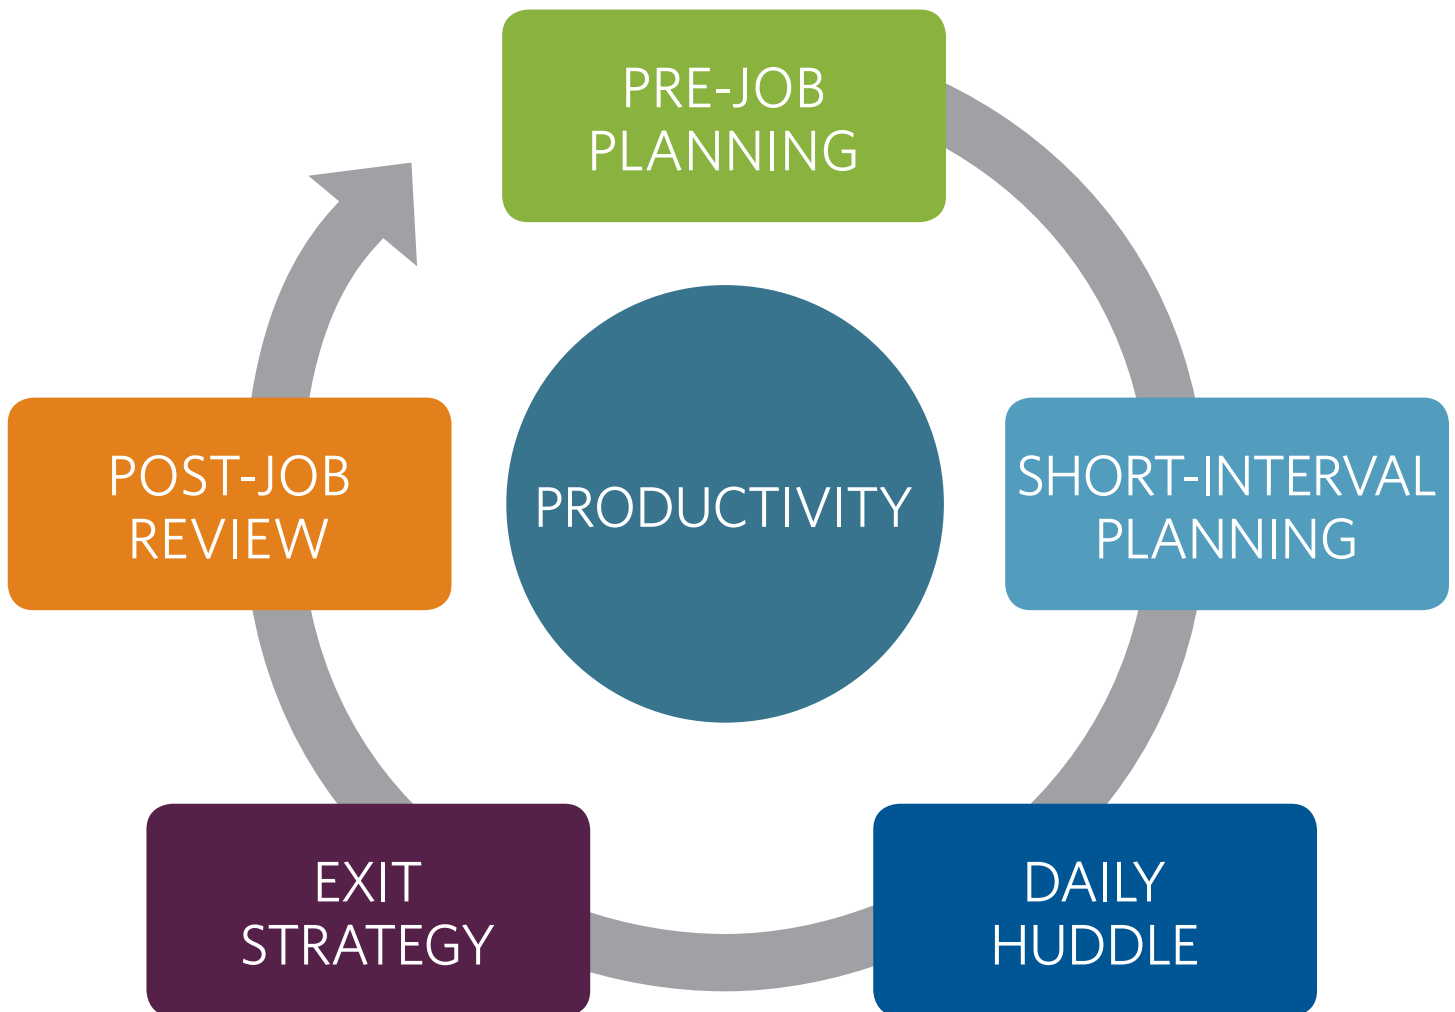 PRE-JOB
PLANNING
POST-JOB
REVIEW
PRODUCTIVITY
SHORT-INTERVAL
PLANNING
EXIT
STRATEGY
DAILY
HUDDLE